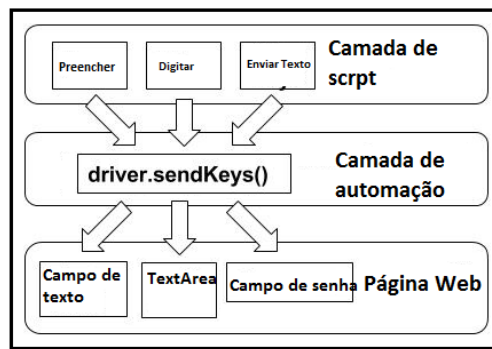 Preencher
Digitar
Enviar Texto
Camada de
scrpt
driver.sendKeys()
Camada de
automação
Campo de
texto
TextArea
Campo de senha
Página Web